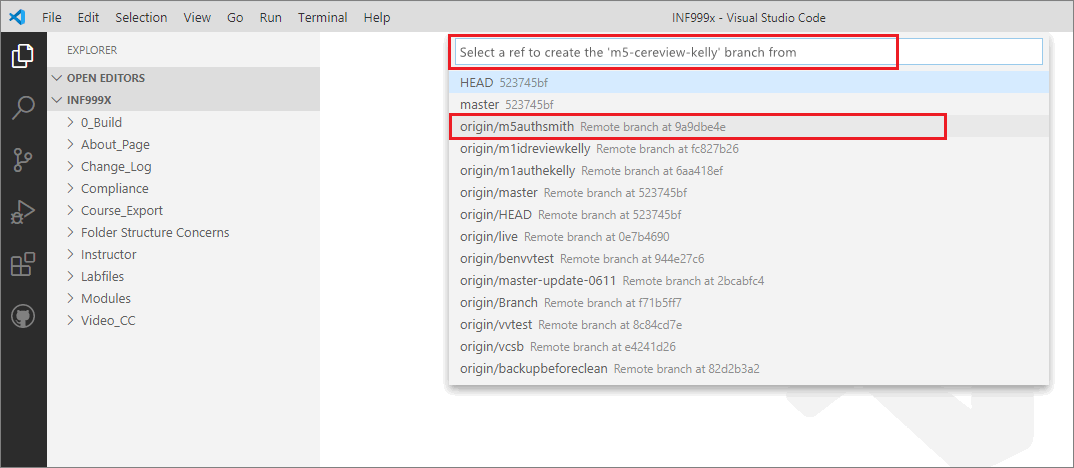 File Edit Selection View Go Run Terminal Help INF999x - Visual Studio Code
EXPLORER
OPEN EDITORS
INF999X
0_Build
About_Page
Change_Log
Compliance
Course_Export
Folder Structure Concerns
Instructor
Labfiles
Modules
Video_CC
Select a ref to create the 'm5-cereview-kelly' branch from
HEAD 523745bf
master 523745bf
origin/m5authsmith Remote branch at 9a9dbe4e
origin/m1idreviewkelly Remote branch at fc827b26
origin/m1authekelly Remote branch at 6aa418ef
origin/master Remote branch at 523745bf
origin/HEAD Remote branch at 523745bf
origin/live Remote branch at 0e7b4690
origin/benvvtest Remote branch at 944e27c6
origin/master-update-0611 Remote branch at 2bcabfc4
origin/Branch Remote branch at f71b5ff7
origin/vvtest Remote branch at 8c84cd7e
origin/vcsb Remote branch at e4241d26
origin/backupbeforeclean Remote branch at 82d2b3a2